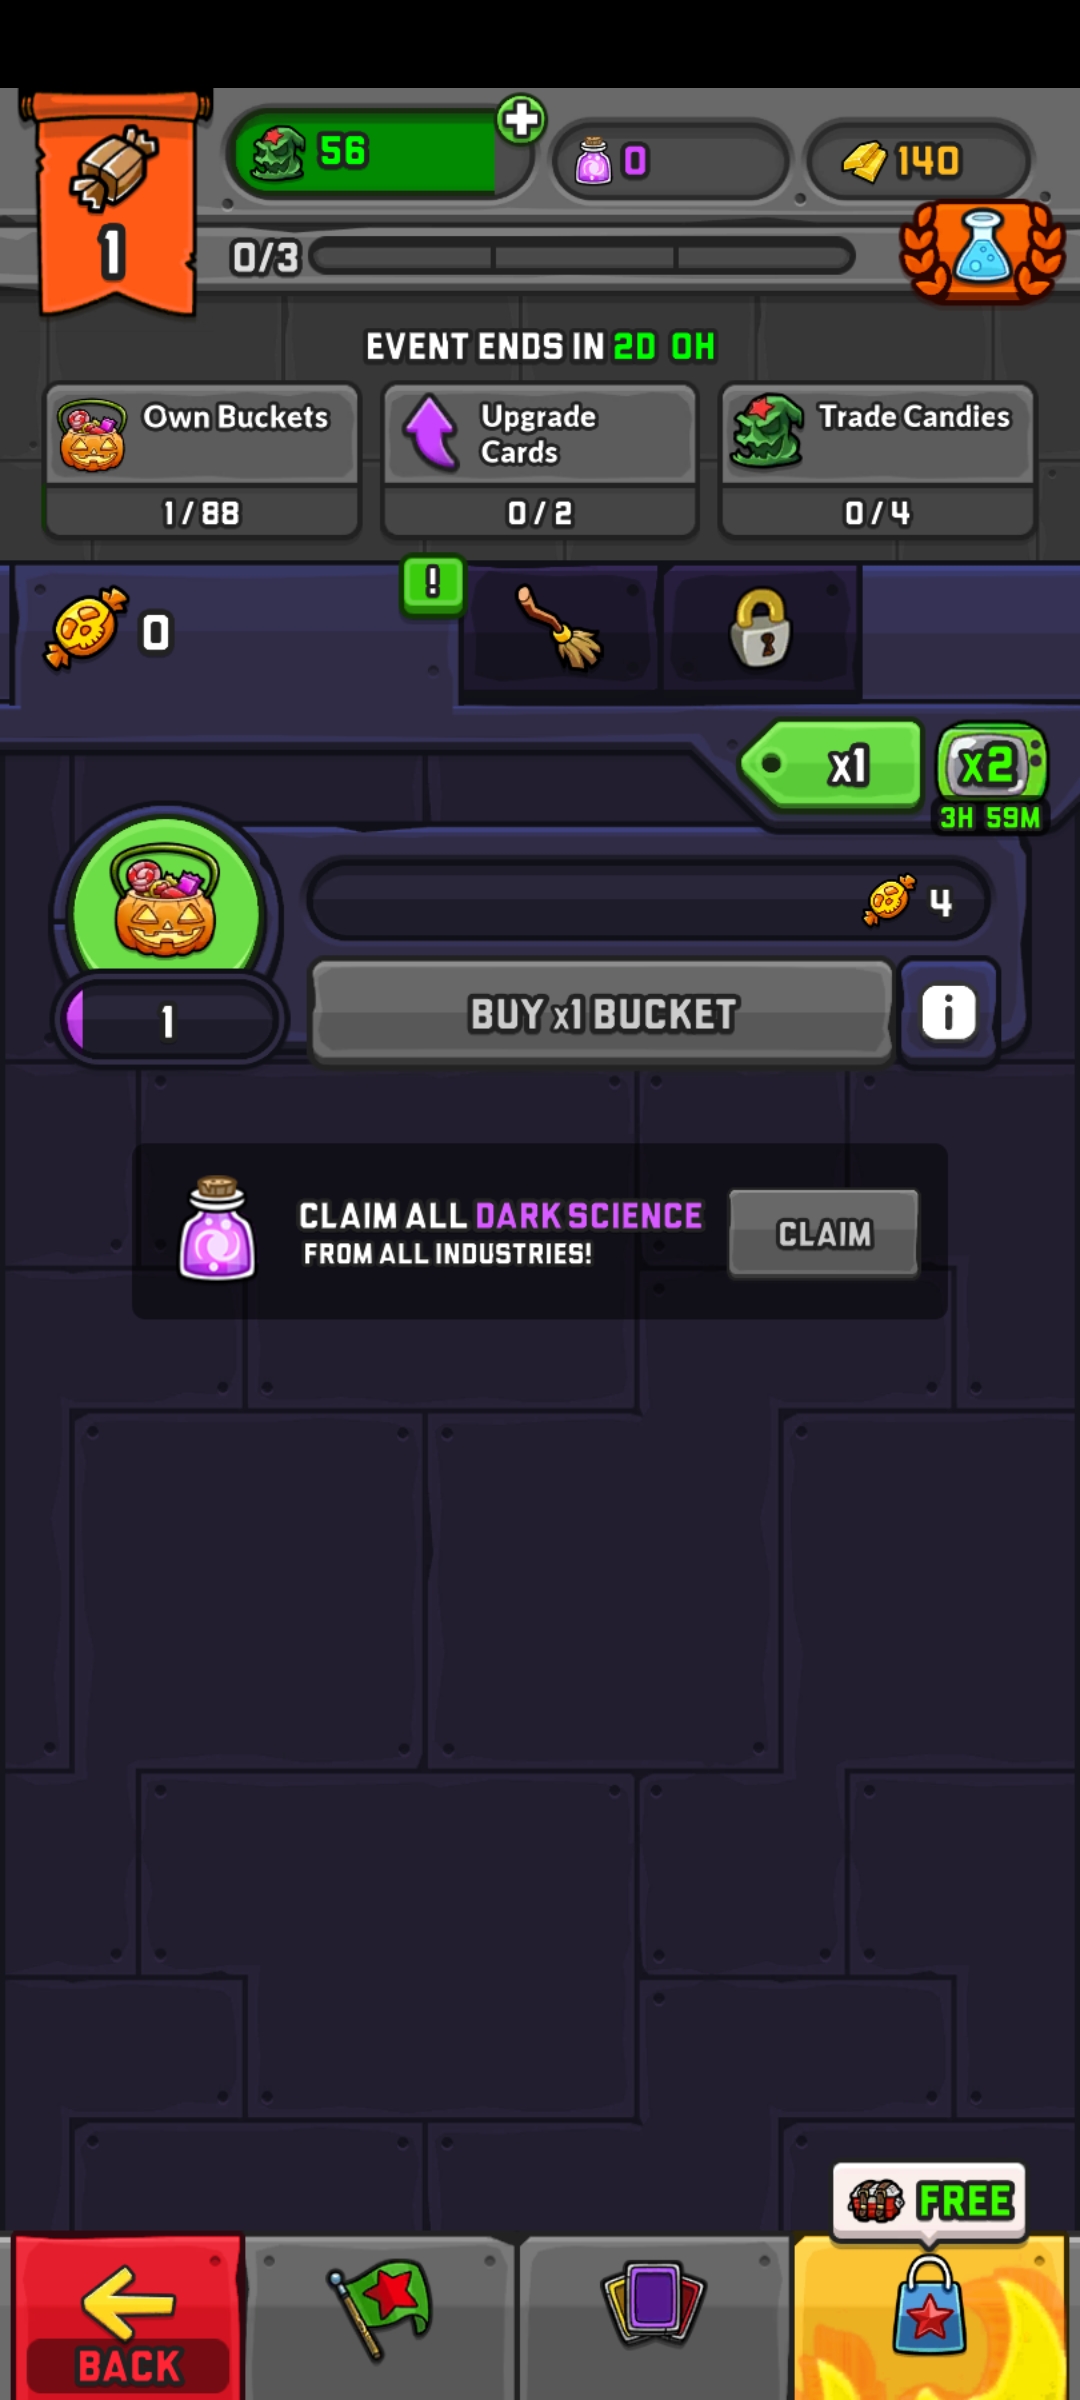 56
0
140
1
0/3
EVENT ENDS IN 2D 0H
Own Buckets
1/88
Upgrade
Cards
0/2
Trade Candies
0/4
0
!
x1
x2
3H 59M
4
1
BUY x1 BUCKET
i
CLAIM ALL DARK SCIENCE
FROM ALL INDUSTRIES!
CLAIM
FREE
BACK